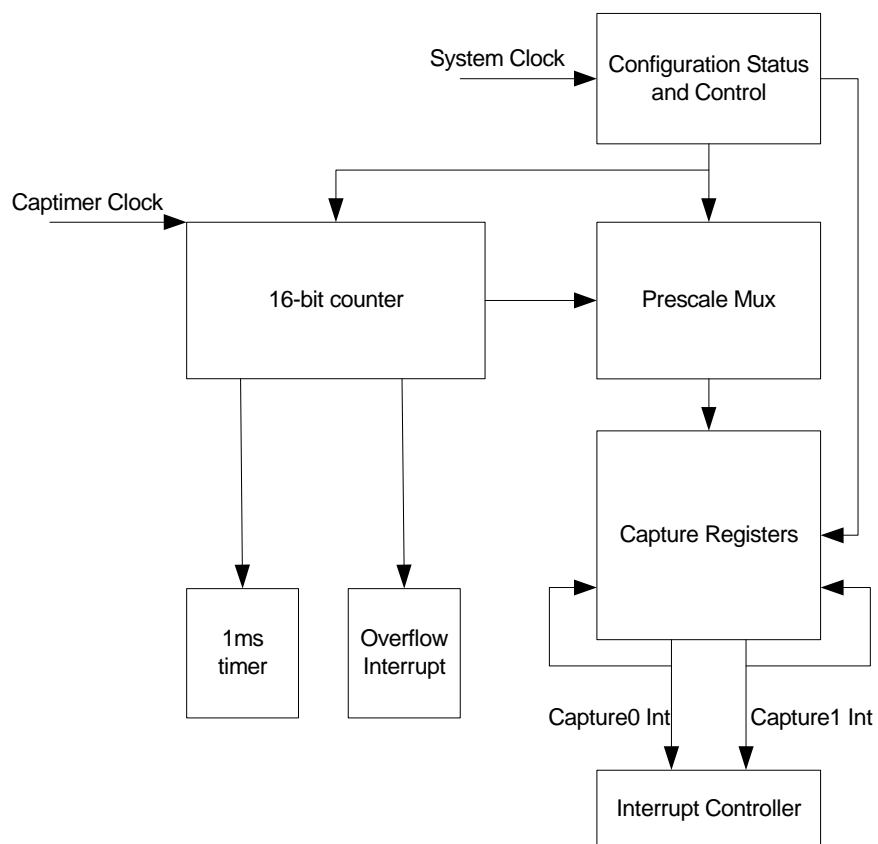 System Clock
Configuration Status
and Control
Captimer Clock
16-bit counter
Prescale Mux
Capture Registers
1ms
timer
Overflow
Interrupt
Capture0 Int
Capture1 Int
Interrupt Controller